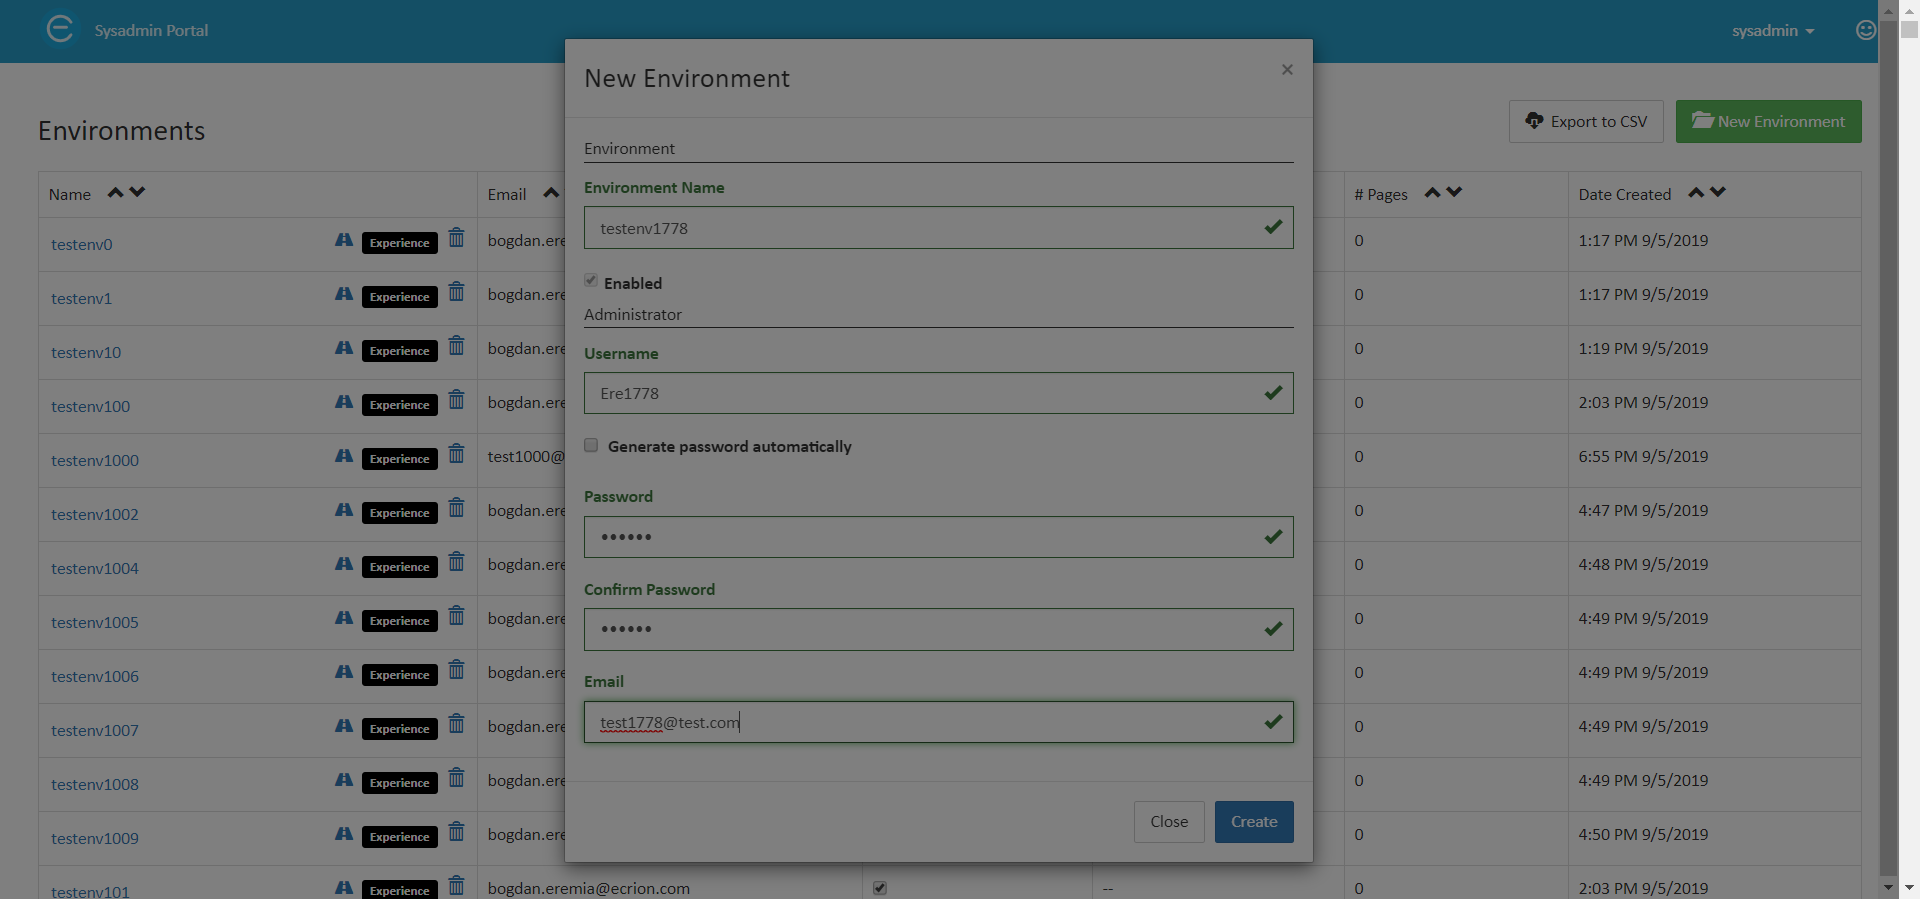 Sysadmin Portal
sysadmin
New Environment
×
Environments
Export to CSV
New Environment
Environment
Environment Name
testenv1778
Enabled
Administrator
Username
Ere1778
Generate password automatically
Password
••••••
Confirm Password
••••••
Email
test1778@test.com
Close
Create
Name Email # Pages Date Created
testenv0 Experience bogdan.ere 0 1:17 PM 9/5/2019
testenv1 Experience bogdan.ere 0 1:17 PM 9/5/2019
testenv10 Experience bogdan.ere 0 1:19 PM 9/5/2019
testenv100 Experience bogdan.ere 0 2:03 PM 9/5/2019
testenv1000 Experience test1000@ 0 6:55 PM 9/5/2019
testenv1002 Experience bogdan.ere 0 4:47 PM 9/5/2019
testenv1004 Experience bogdan.ere 0 4:48 PM 9/5/2019
testenv1005 Experience bogdan.ere 0 4:49 PM 9/5/2019
testenv1006 Experience bogdan.ere 0 4:49 PM 9/5/2019
testenv1007 Experience bogdan.ere 0 4:49 PM 9/5/2019
testenv1008 Experience bogdan.ere 0 4:49 PM 9/5/2019
testenv1009 Experience bogdan.ere 0 4:50 PM 9/5/2019
testenv101 Experience bogdan.eremia@ecrion.com -- 0 2:03 PM 9/5/2019